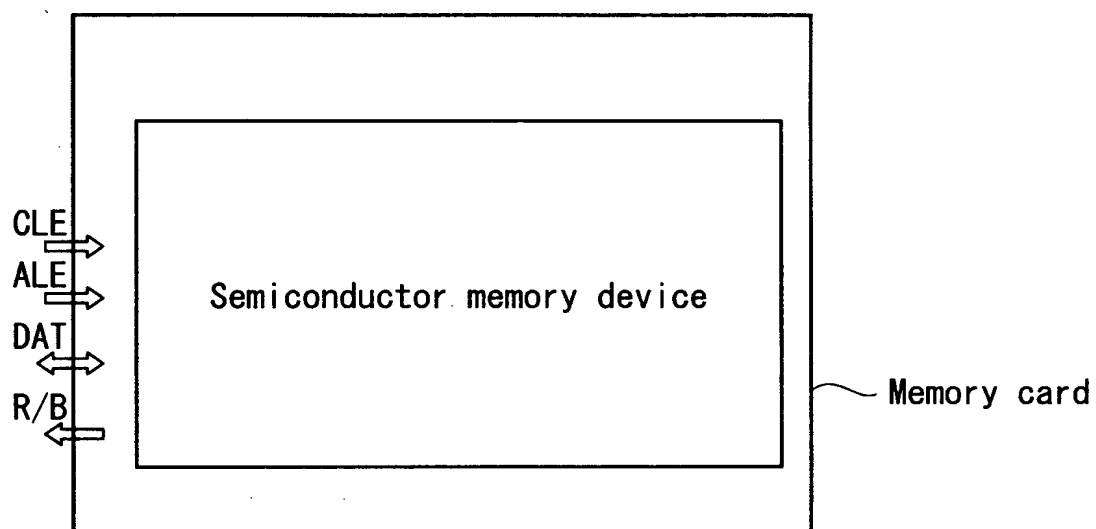 CLE
ALE
Semiconductor memory device
DAT
R/B
Memory card